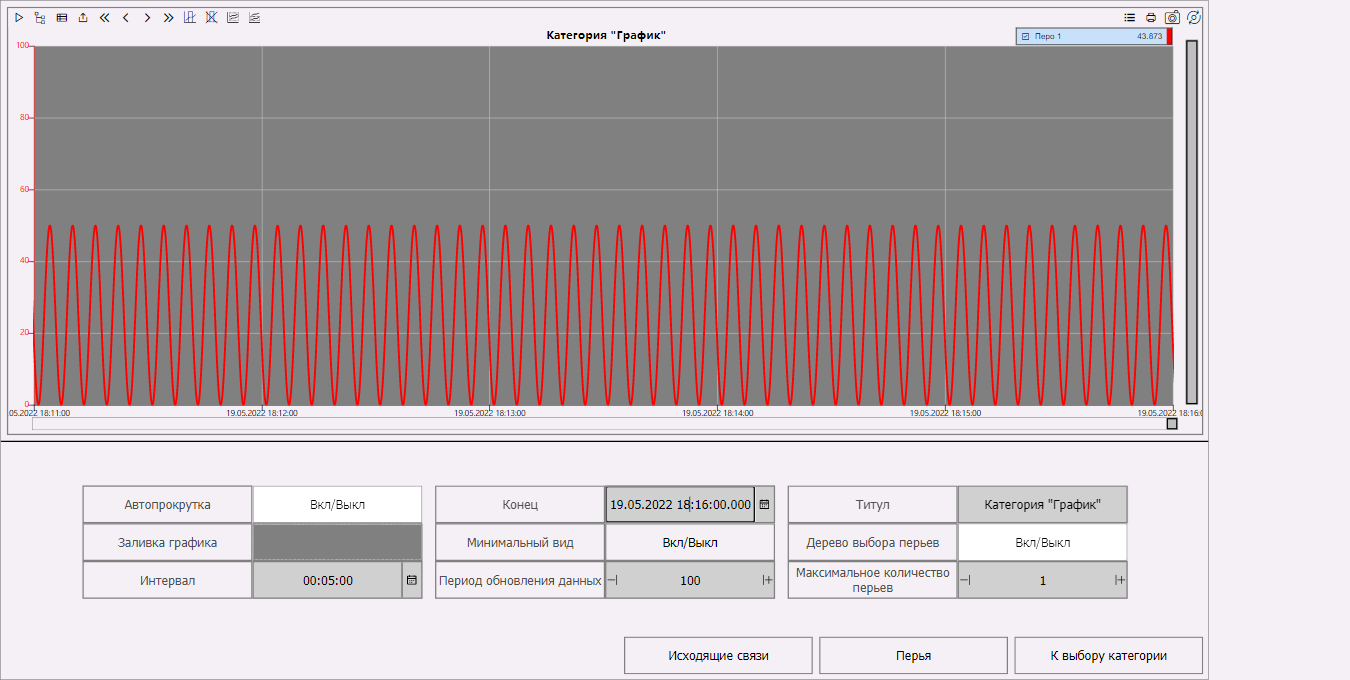 Категория "График"
Перо 1 43.873
100
80
60
40
20
0
05.2022 18:11:00 19.05.2022 18:12:00 19.05.2022 18:13:00 19.05.2022 18:14:00 19.05.2022 18:15:00 19.05.2022 18:16:0
Автопрокрутка Вкл/Выкл Конец 19.05.2022 18:16:00.000 Титул Категория "График"
Заливка графика Минимальный вид Вкл/Выкл Дерево выбора перьев Вкл/Выкл
Интервал 00:05:00 Период обновления данных 100 Максимальное количество
перьев 1
Исходящие связи Перья К выбору категории